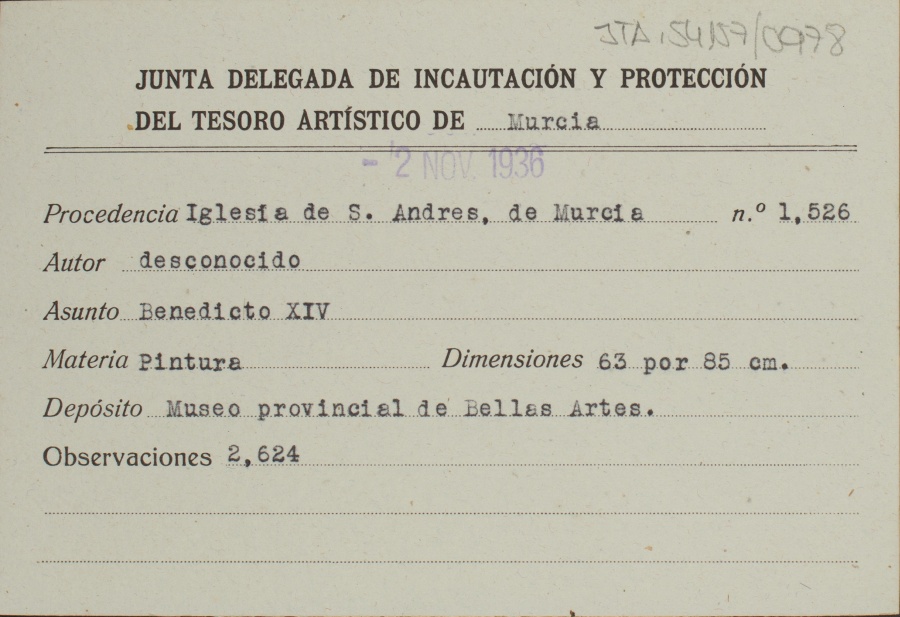 JTA, 54157/0978
JUNTA DELEGADA DE INCAUTACIÓN Y PROTECCIÓN
DEL TESORO ARTÍSTICO DE Murcia
- 2 NOV. 1936
Procedencia Iglesia de S. Andres, de Murcia n.º 1,526
Autor desconocido
Asunto Benedicto XIV
Materia Pintura Dimensiones 63 por 85 cm.
Depósito Museo provincial de Bellas Artes.
Observaciones 2,624